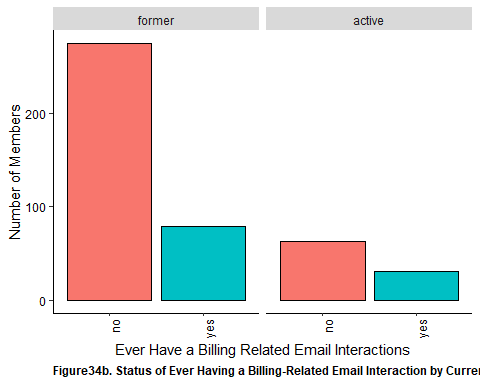 former active
200
100
0
Number of Members
no yes no yes
Ever Have a Billing Related Email Interactions
Figure34b. Status of Ever Having a Billing-Related Email Interaction by Curren